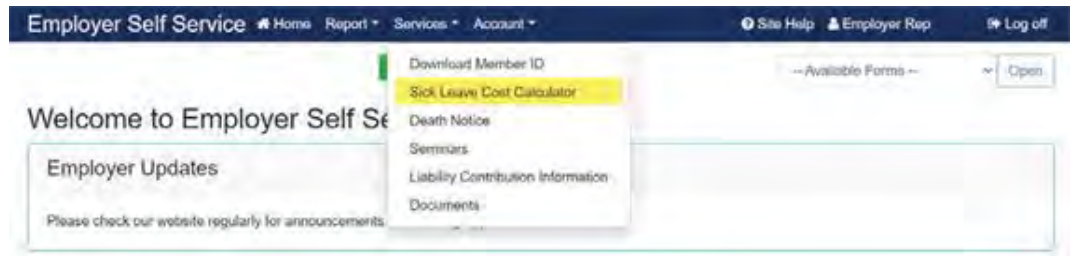 Employer Self Service Home Report Services Account Site Help Employer Rep Log off
Download Member ID
--Available Forms-- Open
Sick Leave Cost Calculator
Welcome to Employer Self Se
Death Notice
Seminars
Employer Updates
Liability Contribution Information
Documents
Please check our website regularly for announcements